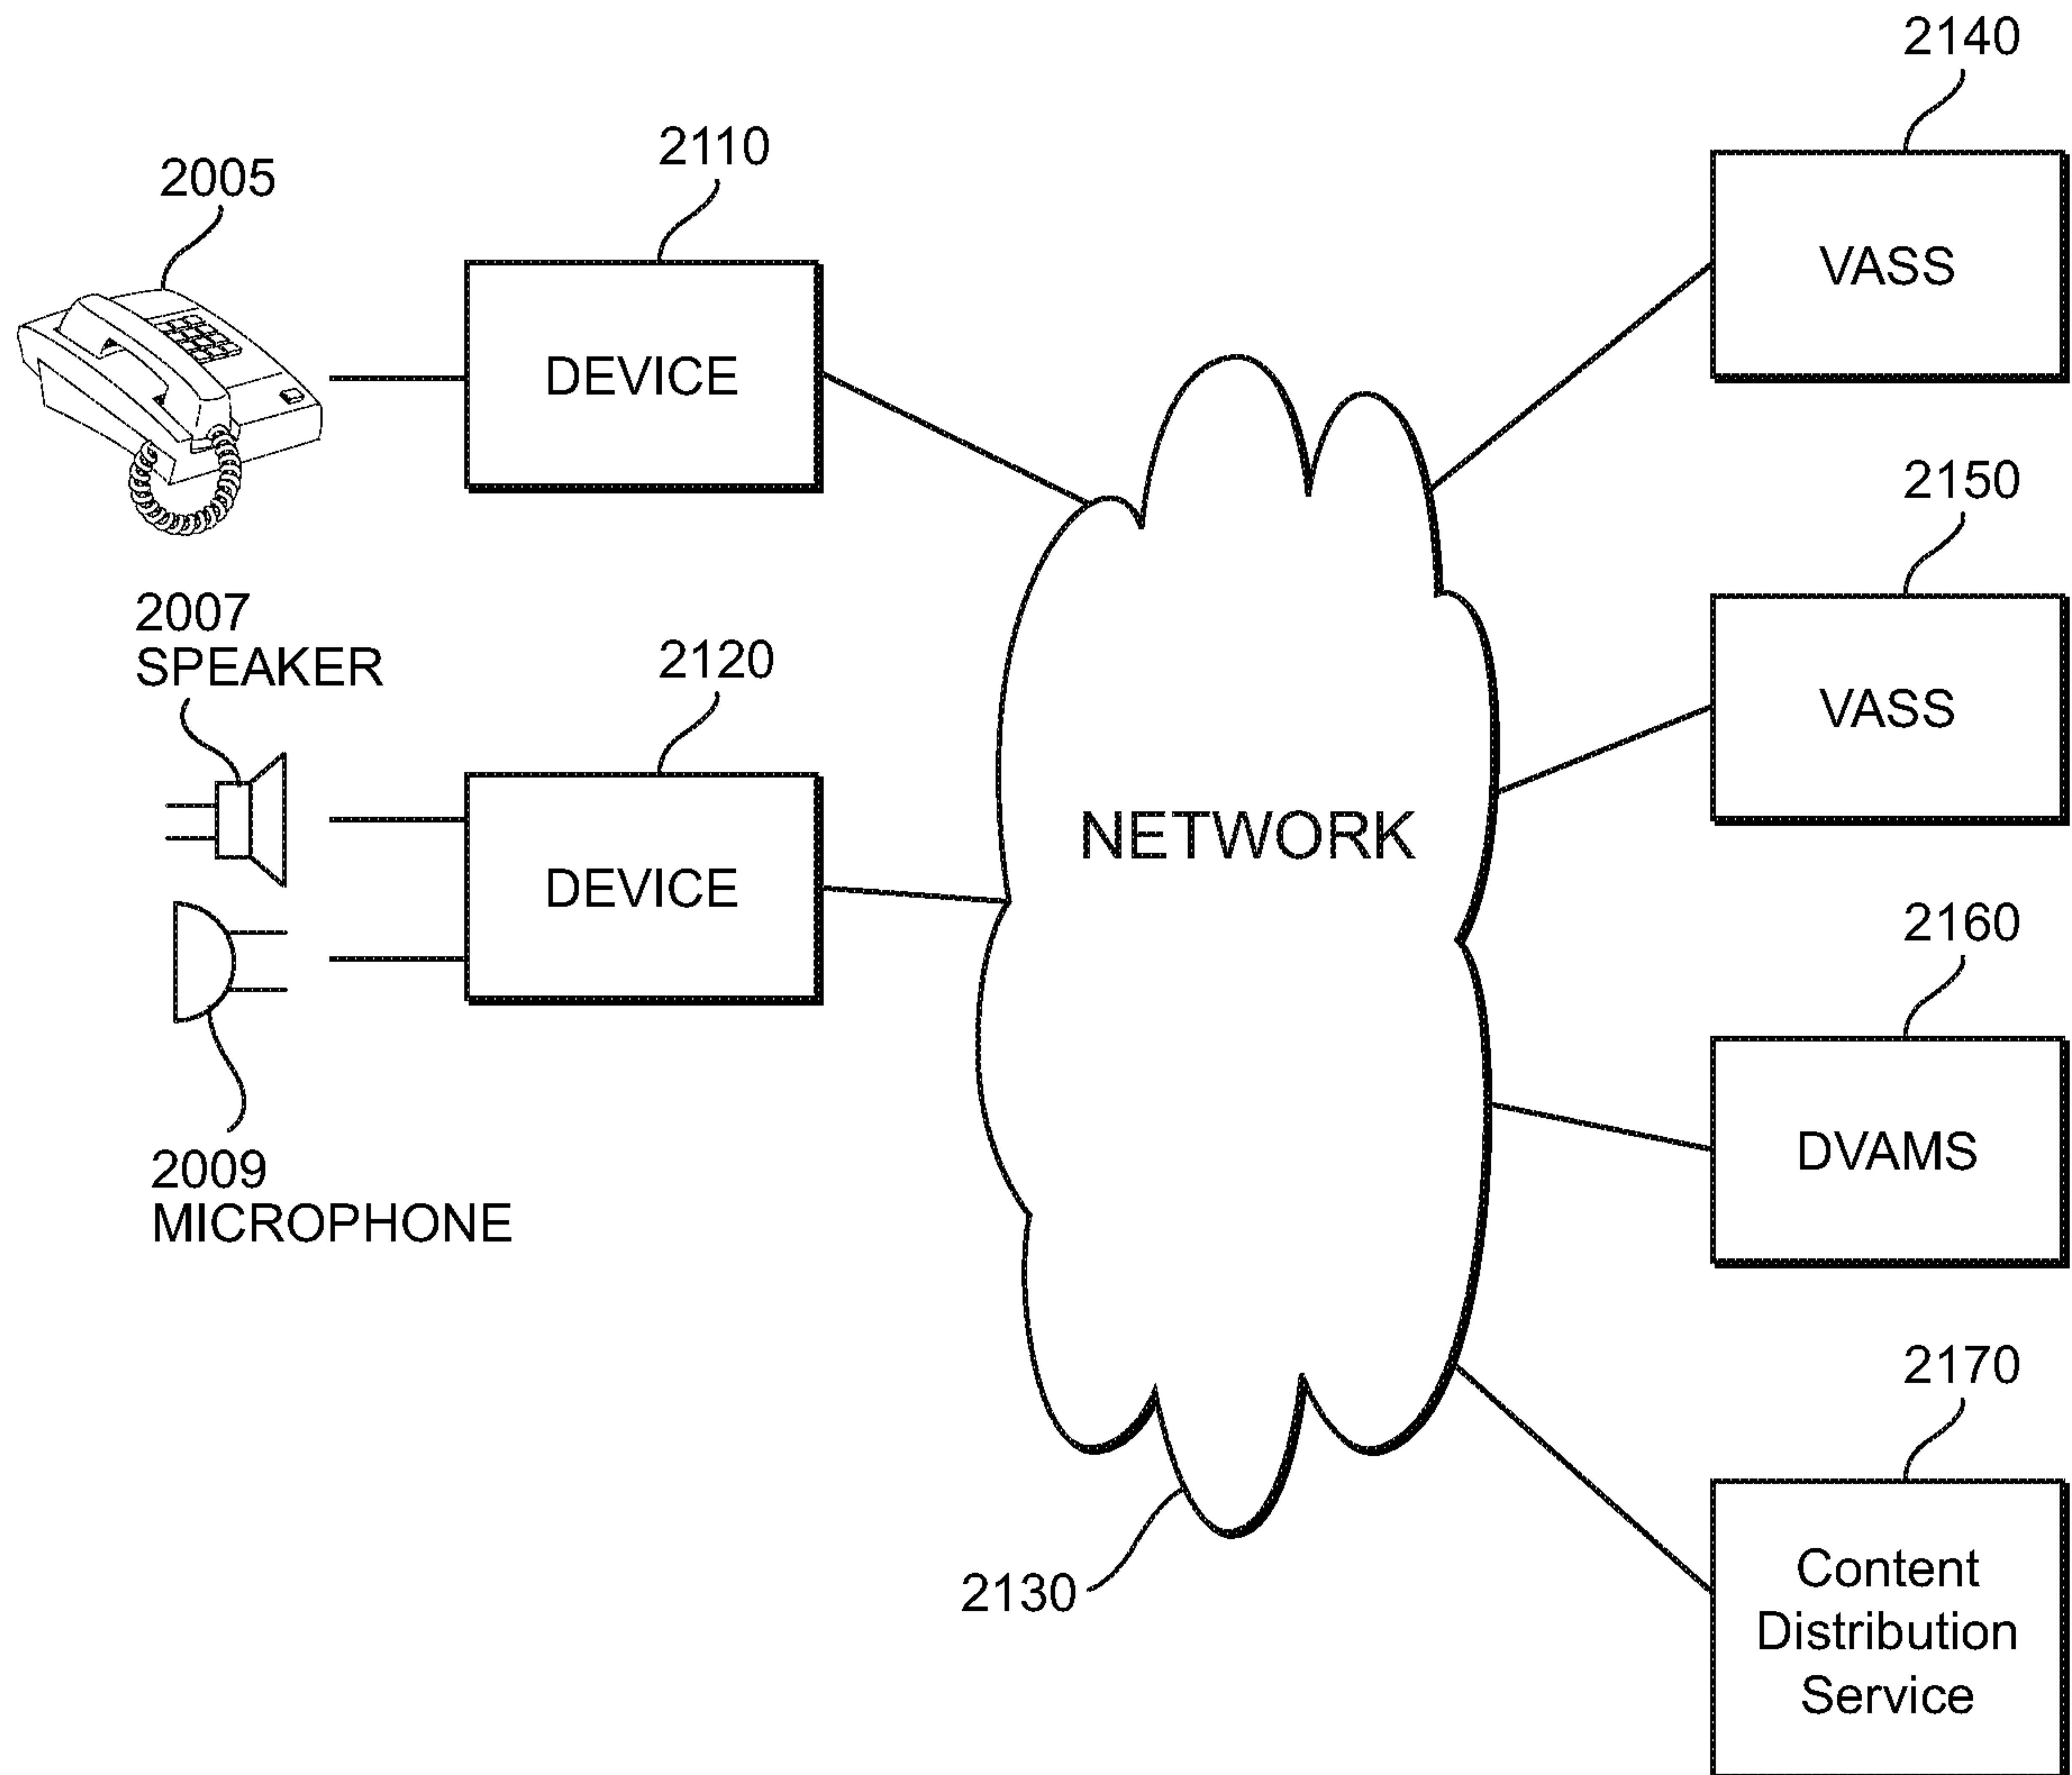 2140
2110
2005
VASS
DEVICE
2150
2007
SPEAKER
2120
VASS
NETWORK
DEVICE
2160
2009
MICROPHONE
DVAMS
2170
2130
Content
Distribution
Service